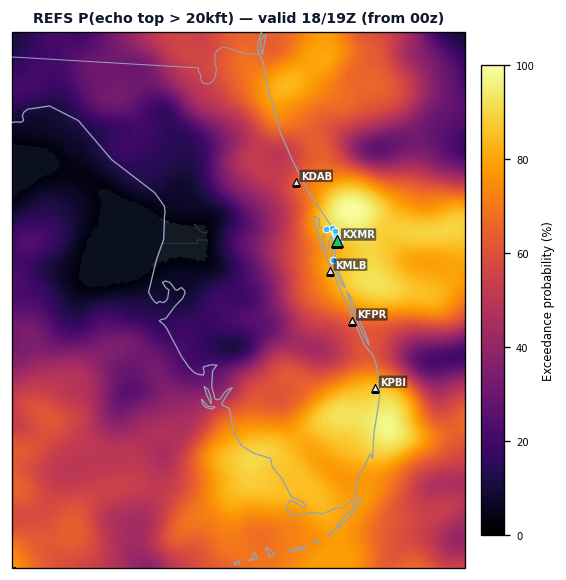 REFS P(echo top > 20kft) — valid 18/19Z (from 00z)
KDAB
KXMR
KMLB
KFPR
KPBI
100
80
60
40
20
0
Exceedance probability (%)